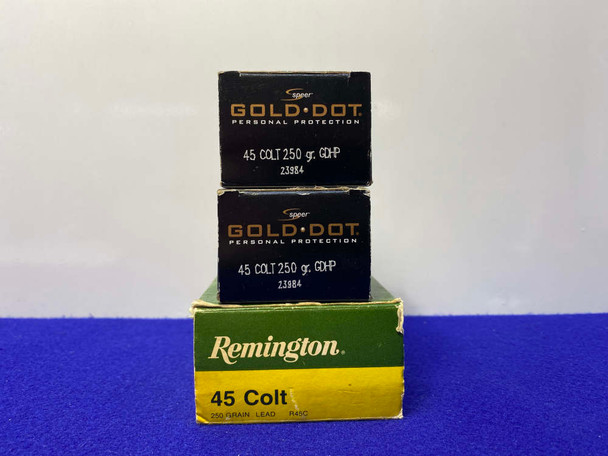 speer
GOLD•DOT®
PERSONAL PROTECTION
45 COLT 250 gr. GDHP
23984
speer
GOLD•DOT®
PERSONAL PROTECTION
45 COLT 250 gr. GDHP
23984
Remington®
45 Colt
250 GRAIN LEAD R45C